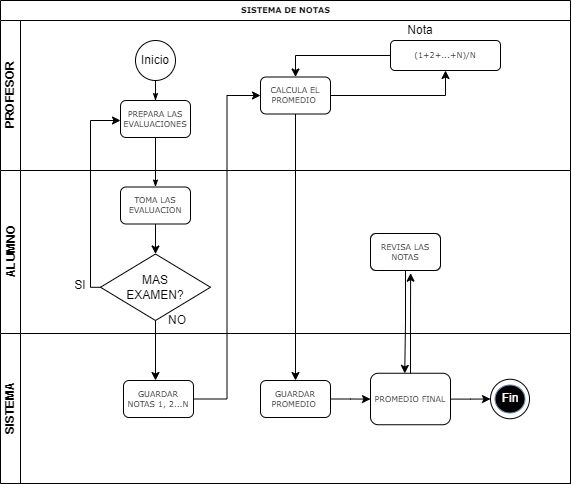 SISTEMA DE NOTAS
PROFESOR
Inicio
PREPARA LAS
EVALUACIONES
CALCULA EL
PROMEDIO
Nota
(1+2+...+N)/N
ALUMNO
TOMA LAS
EVALUACION
MAS
EXAMEN?
SI
NO
REVISA LAS
NOTAS
SISTEMA
GUARDAR
NOTAS 1, 2...N
GUARDAR
PROMEDIO
PROMEDIO FINAL
Fin